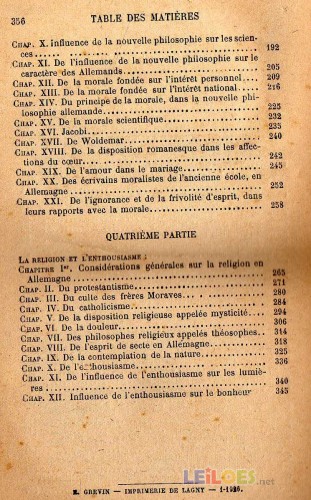 356 TABLE DES MATIÈRES
CHAP. X. influence de la nouvelle philosophie sur les scien-
ces 192
CHAP. XI. De l'influence de la nouvelle philosophie sur le
caractère des Allemands 205
CHAP. XII. De la morale fondée sur l'intérêt personnel 209
CHAP. XIII. De la morale fondée sur l'intérêt national 216
CHAP. XIV. Du principe de la morale, dans la nouvelle phi-
losophie allemande 225
CHAP. XV. De la morale scientifique 232
CHAP. XVI. Jacobi 235
CHAP. XVII. De Woldemar 240
CHAP. XVIII. De la disposition romanesque dans les affec-
tions du cœur 242
CHAP. XIX. De l'amour dans le mariage 245
CHAP. XX. Des écrivains moralistes de l'ancienne école, en
Allemagne 252
CHAP. XXI. De l'ignorance et de la frivolité d'esprit, dans
leurs rapports avec la morale 258
QUATRIÈME PARTIE
LA RELIGION ET L'ENTHOUSIASME :
CHAPITRE Ier. Considérations générales sur la religion en
Allemagne 265
CHAP. II. Du protestantisme 271
CHAP. III. Du culte des frères Moraves 280
CHAP. IV. Du catholicisme 284
CHAP. V. De la disposition religieuse appelée mysticité 294
CHAP. VI. De la douleur 306
CHAP. VII. Des philosophes religieux appelés théosophes 314
CHAP. VIII. De l'esprit de secte en Allemagne 318
CHAP. IX. De la contemplation de la nature 325
CHAP. X. De l'enthousiasme 336
CHAP. XI. De l'influence de l'enthousiasme sur les lumiè-
res 340
CHAP. XII. Influence de l'enthousiasme sur le bonheur 345
E. GREVIN — IMPRIMERIE DE LAGNY — 1-1926.
LEiLOES.net